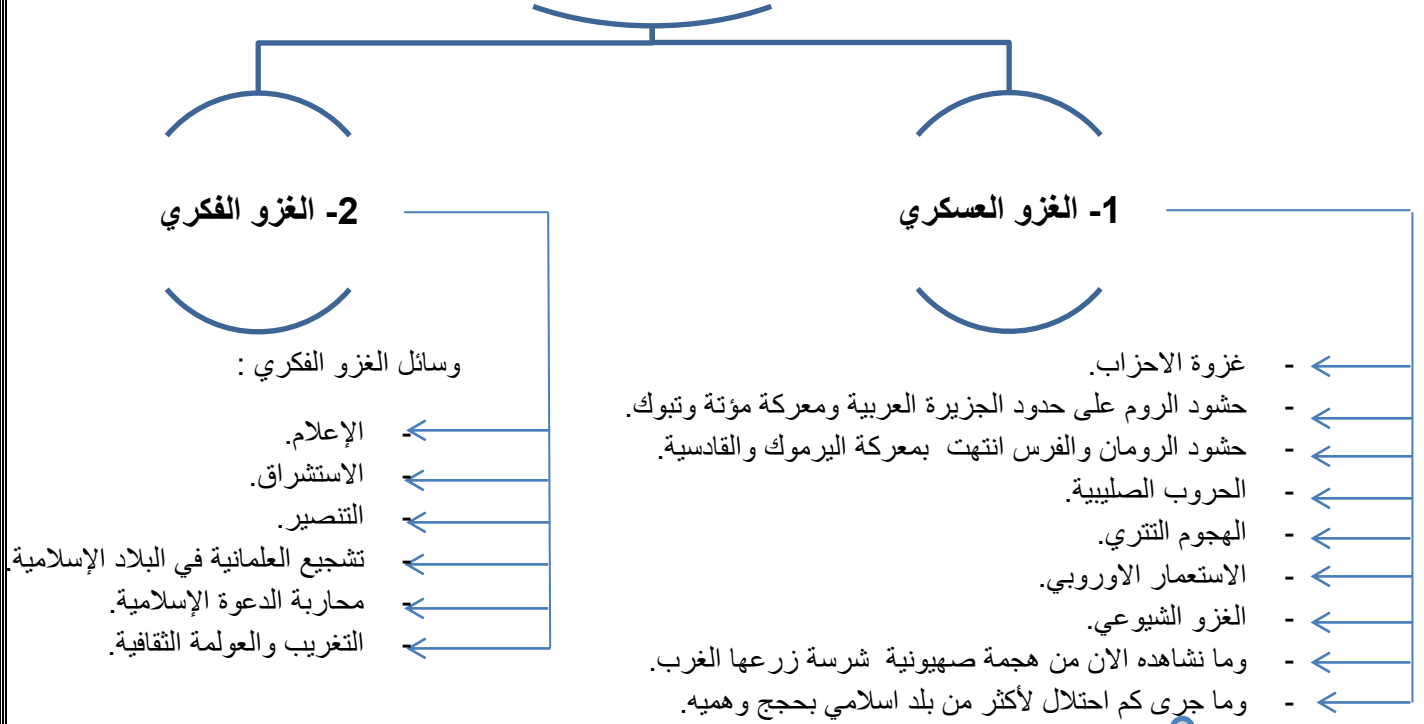 1- الغزو العسكري
- غزوة الاحزاب.
- حشود الروم على حدود الجزيرة العربية ومعركة مؤتة وتبوك.
- حشود الرومان والفرس انتهت بمعركة اليرموك والقادسية.
- الحروب الصليبية.
- الهجوم التتري.
- الاستعمار الاوروبي.
- الغزو الشيوعي.
- وما نشاهده الان من هجمة صهيونية شرسة زرعها الغرب.
- وما جرى كم احتلال لأكثر من بلد اسلامي بحجج وهميه.
2- الغزو الفكري
وسائل الغزو الفكري :
- الإعلام.
- الاستشراق.
- التنصير.
- تشجيع العلمانية في البلاد الإسلامية.
- محاربة الدعوة الإسلامية.
- التغريب والعولمة الثقافية.